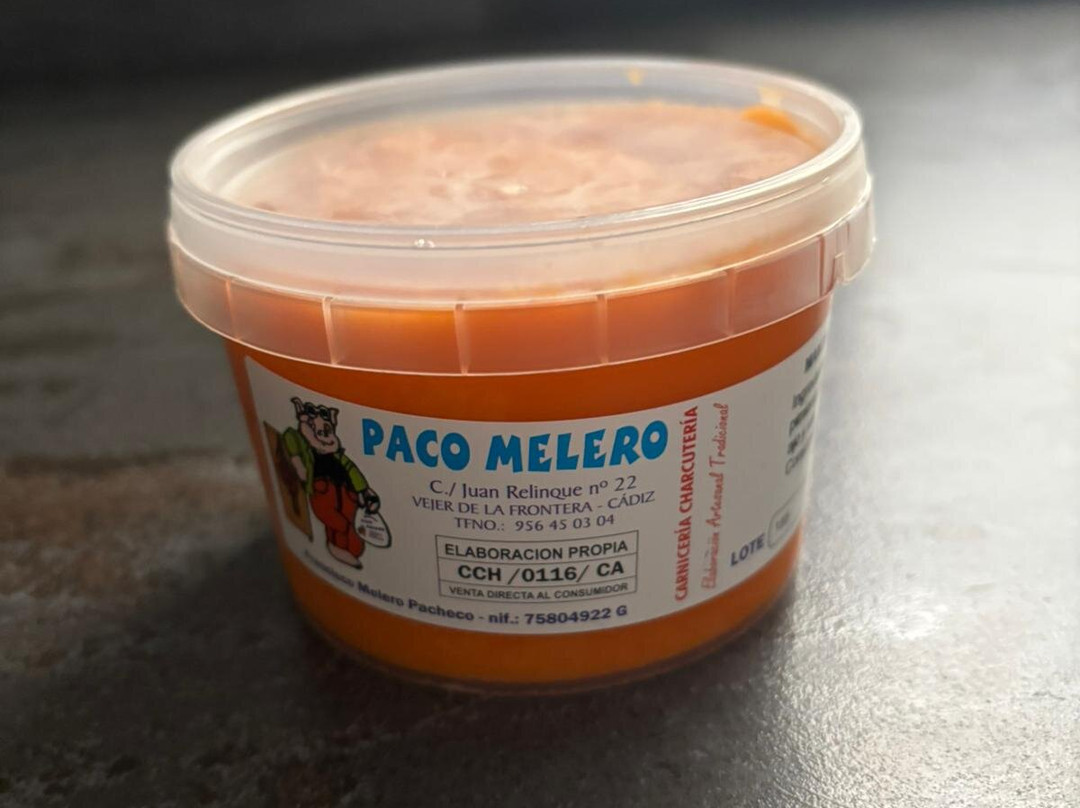 PACO MELERO
C./ Juan Relinque nº 22
VEJER DE LA FRONTERA - CÁDIZ
TFNO.: 956 45 03 04
ELABORACION PROPIA
CCH /0116/ CA
VENTA DIRECTA AL CONSUMIDOR
Francisco Melero Pacheco - nif.: 75804922 G
CARNICERÍA CHARCUTERÍA
Elaboración Artesanal Tradicional
LOTE